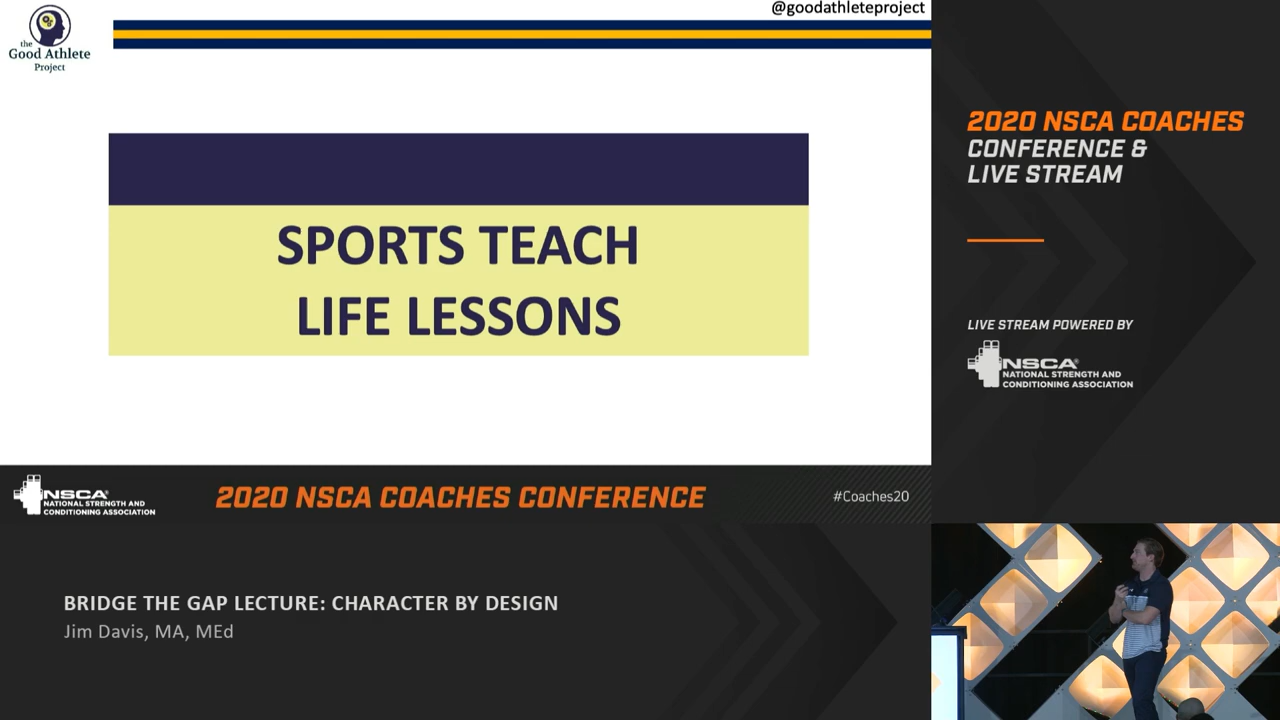 @goodathleteproject
the
Good Athlete
Project
SPORTS TEACH
LIFE LESSONS
2020 NSCA COACHES
CONFERENCE &
LIVE STREAM
LIVE STREAM POWERED BY
NSCA®
NATIONAL STRENGTH AND
CONDITIONING ASSOCIATION
NSCA®
NATIONAL STRENGTH AND
CONDITIONING ASSOCIATION
2020 NSCA COACHES CONFERENCE
#Coaches20
BRIDGE THE GAP LECTURE: CHARACTER BY DESIGN
Jim Davis, MA, MEd